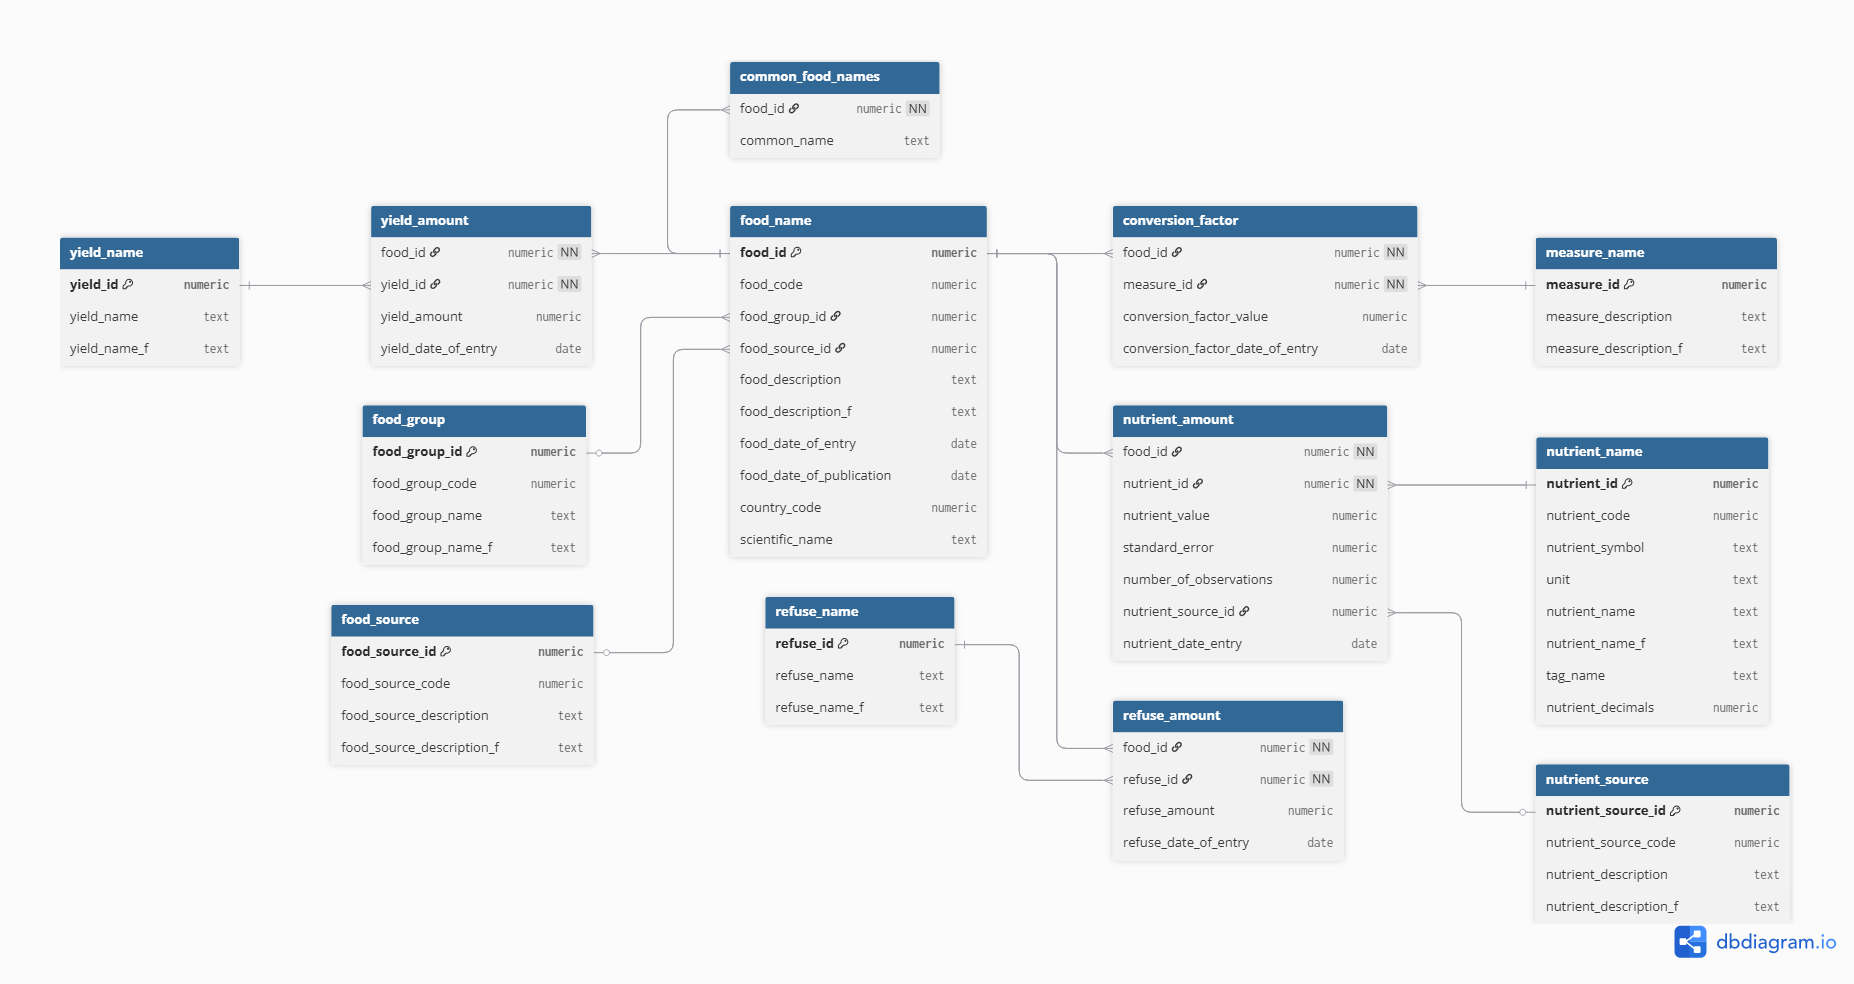 common_food_names
food_id numeric NN
common_name text
yield_name
yield_id numeric
yield_name text
yield_name_f text
yield_amount
food_id numeric NN
yield_id numeric NN
yield_amount numeric
yield_date_of_entry date
food_name
food_id numeric
food_code numeric
food_group_id numeric
food_source_id numeric
food_description text
food_description_f text
food_date_of_entry date
food_date_of_publication date
country_code numeric
scientific_name text
conversion_factor
food_id numeric NN
measure_id numeric NN
conversion_factor_value numeric
conversion_factor_date_of_entry date
measure_name
measure_id numeric
measure_description text
measure_description_f text
food_group
food_group_id numeric
food_group_code numeric
food_group_name text
food_group_name_f text
nutrient_amount
food_id numeric NN
nutrient_id numeric NN
nutrient_value numeric
standard_error numeric
number_of_observations numeric
nutrient_source_id numeric
nutrient_date_entry date
nutrient_name
nutrient_id numeric
nutrient_code numeric
nutrient_symbol text
unit text
nutrient_name text
nutrient_name_f text
tag_name text
nutrient_decimals numeric
food_source
food_source_id numeric
food_source_code numeric
food_source_description text
food_source_description_f text
refuse_name
refuse_id numeric
refuse_name text
refuse_name_f text
refuse_amount
food_id numeric NN
refuse_id numeric NN
refuse_amount numeric
refuse_date_of_entry date
nutrient_source
nutrient_source_id numeric
nutrient_source_code numeric
nutrient_description text
nutrient_description_f text
dbdiagram.io